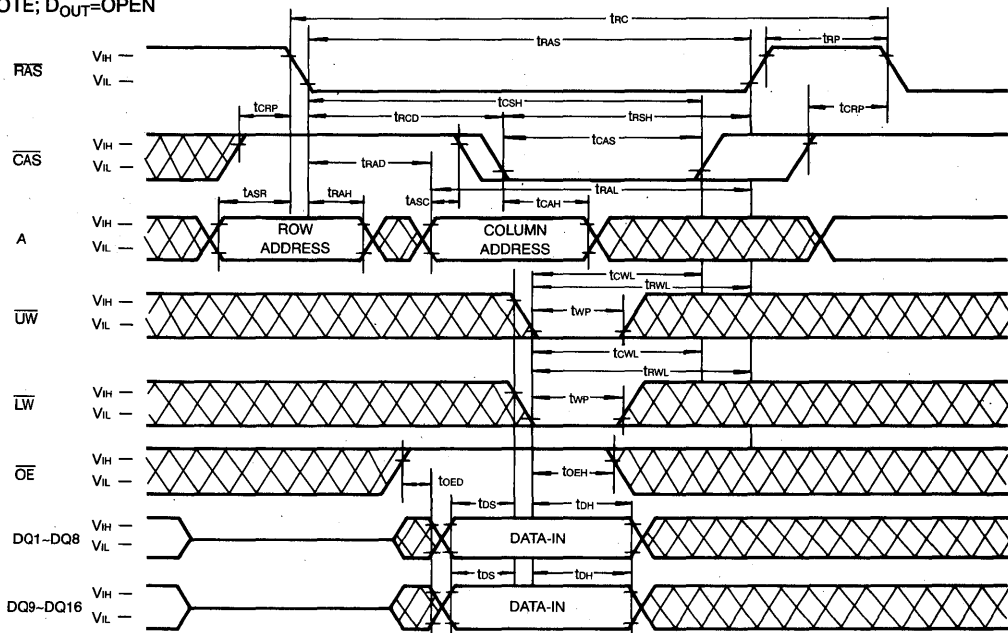 OTE; DOUT=OPEN
tRC
tRAS
tRP
RAS
VIH
VIL
tCSH
tCRP
tRCD
tRSH
tCRP
CAS
VIH
VIL
tCAS
tRAD
tRAL
tASR
tRAH
tASC
tCAH
A
VIH
VIL
ROW
ADDRESS
COLUMN
ADDRESS
tCWL
tRWL
UW
VIH
VIL
tWP
tCWL
tRWL
LW
VIH
VIL
tWP
OE
VIH
VIL
tOED
tOEH
tDS
tDH
DQ1~DQ8
VIH
VIL
DATA-IN
tDS
tDH
DQ9~DQ16
VIH
VIL
DATA-IN